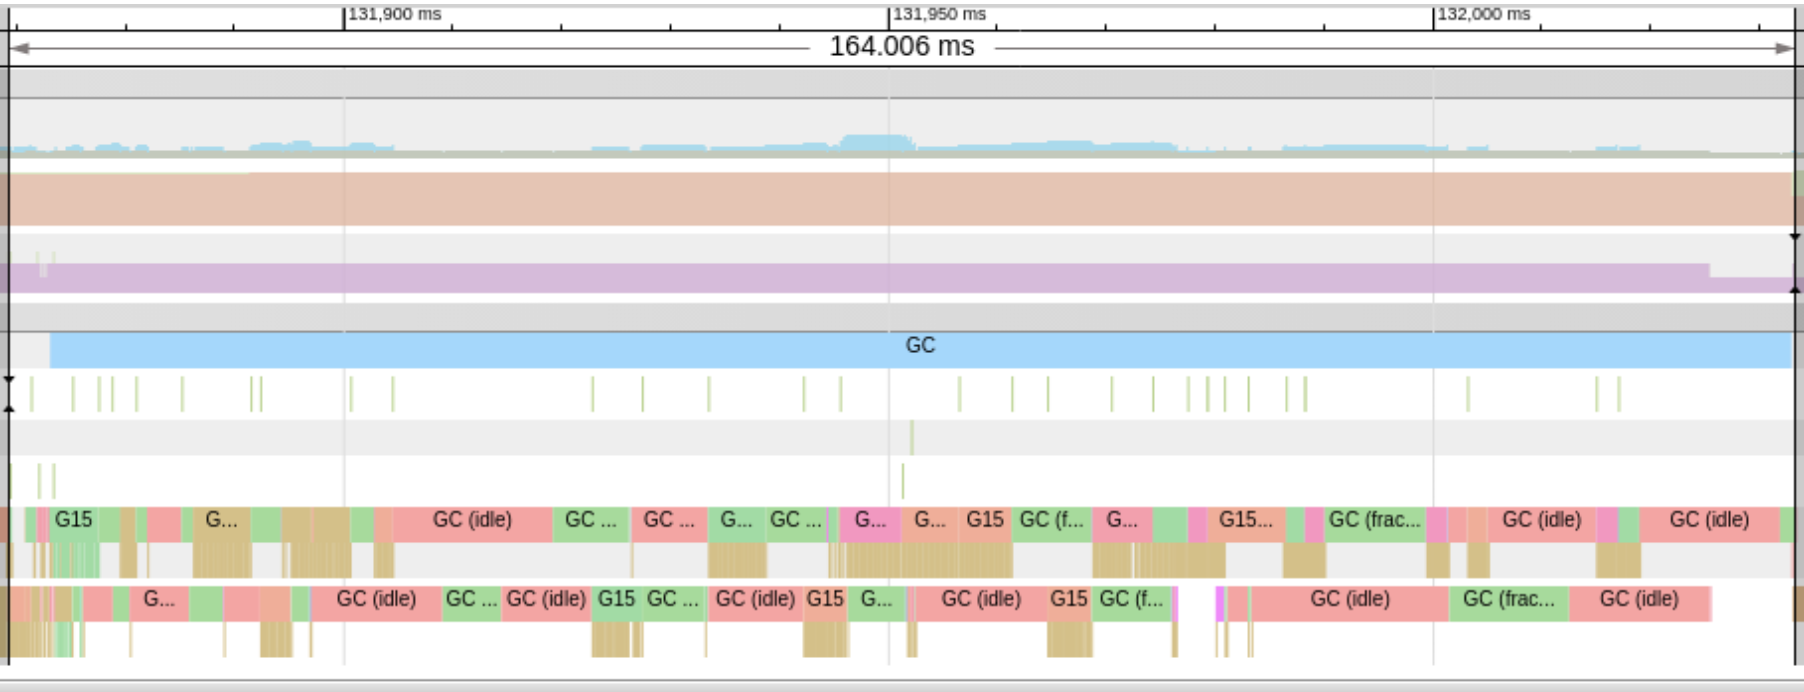 131,900 ms 131,950 ms 132,000 ms
164.006 ms
GC
G15 G... GC (idle) GC ... GC ... G... GC ... G... G... G15 GC (f... G... G15... GC (frac... GC (idle) GC (idle)
G... GC (idle) GC ... GC (idle) G15 GC ... GC (idle) G15 G... GC (idle) G15 GC (f... GC (idle) GC (frac... GC (idle)